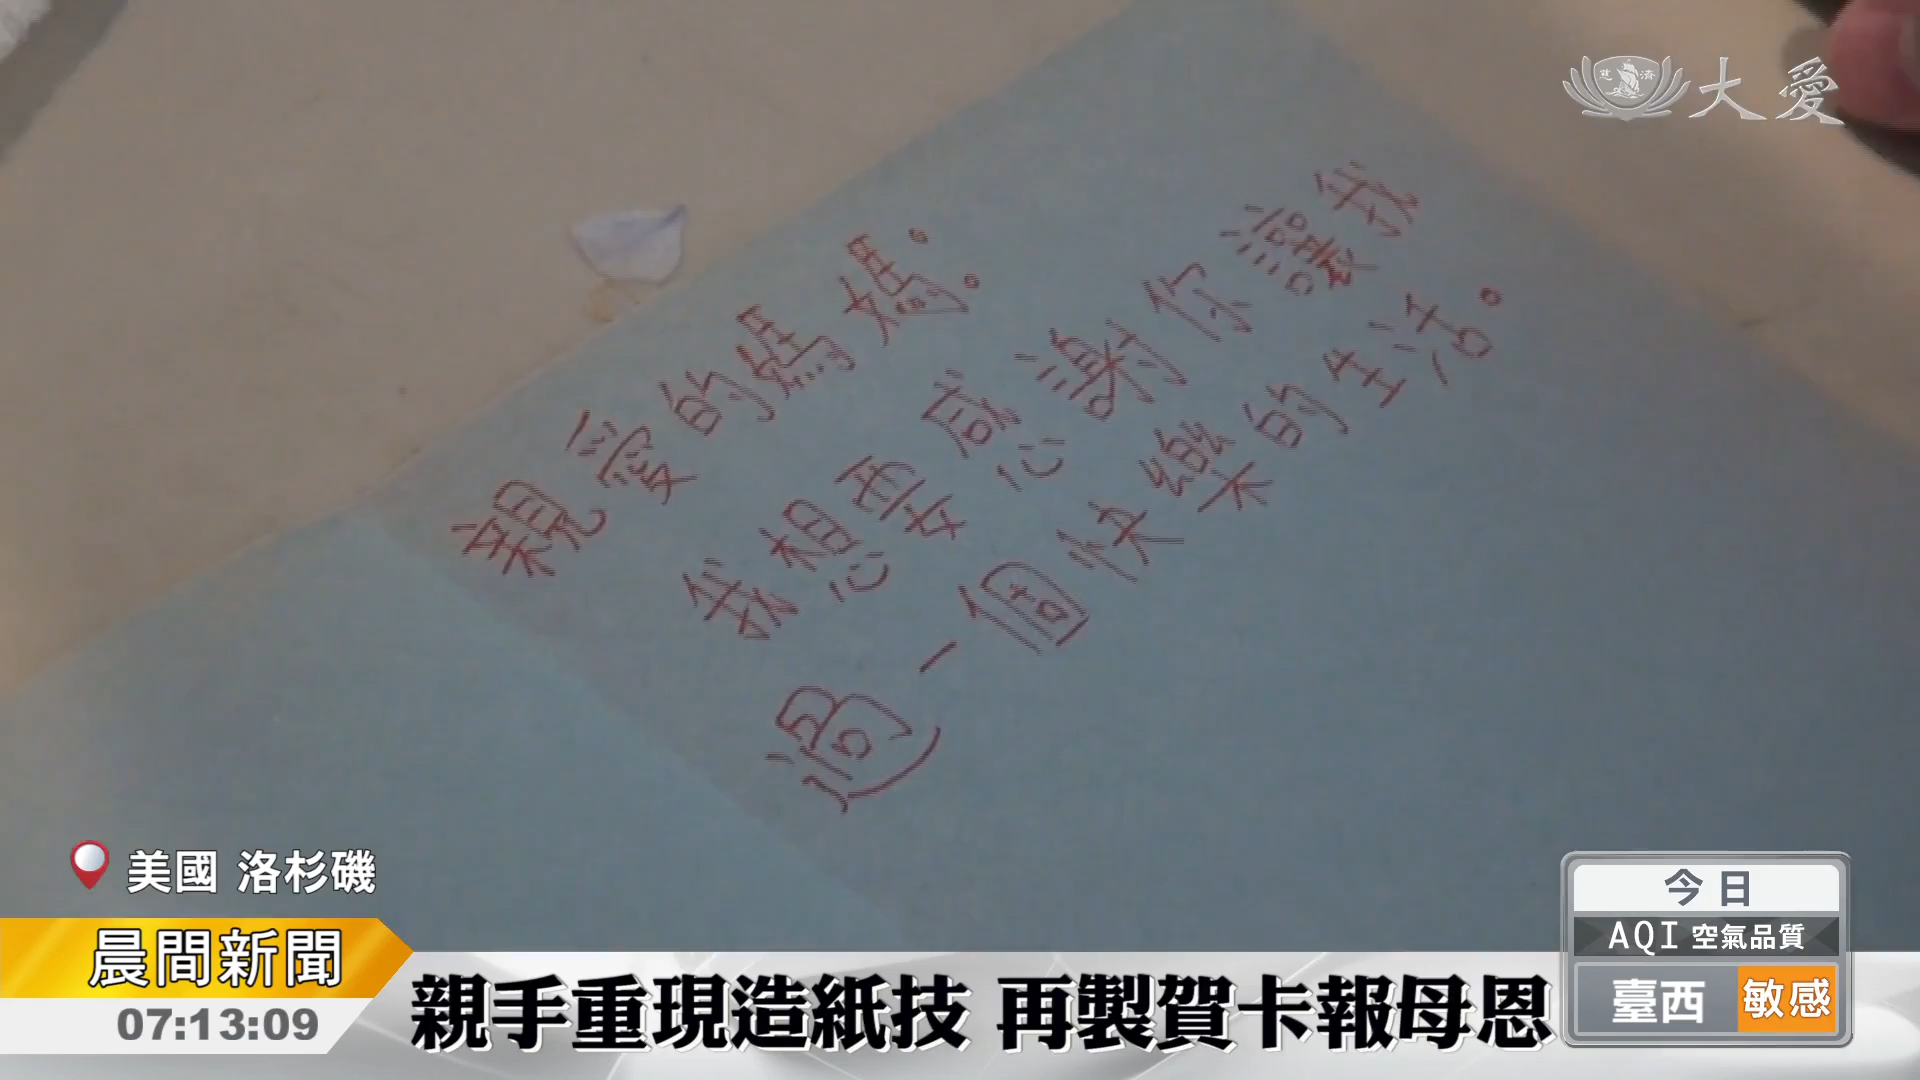 慈濟 大愛
親愛的媽媽:
我想要感謝你讓我
過一個快樂的生活。
美國 洛杉磯
晨間新聞
07:13:09
親手重現造紙技 再製賀卡報母恩
今日
AQI 空氣品質
臺西 敏感